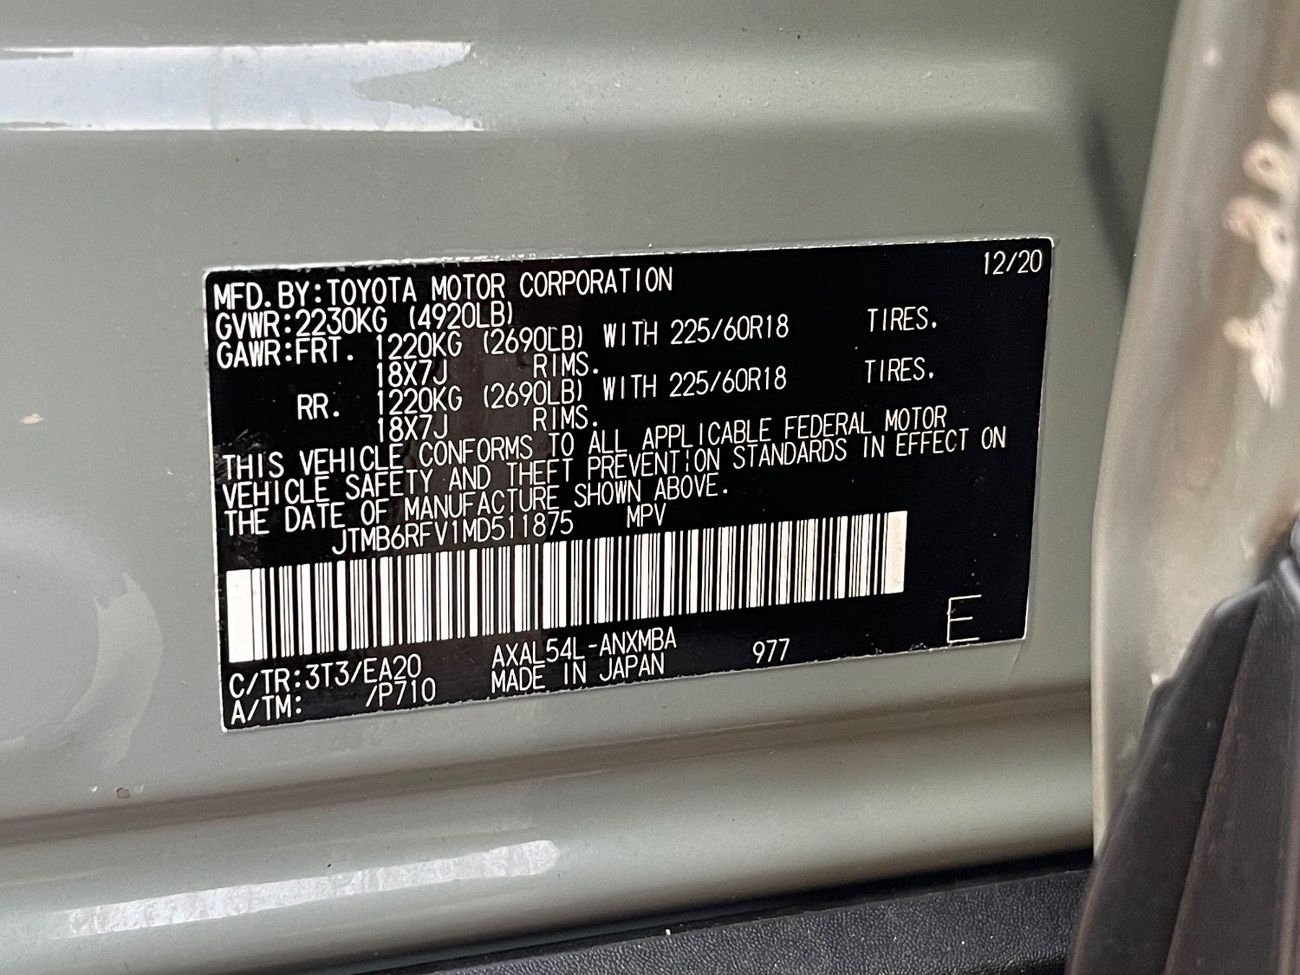 12/20
MFD.BY:TOYOTA MOTOR CORPORATION
GVWR:2230KG (4920LB)
GAWR:FRT. 1220KG (2690LB) WITH 225/60R18 TIRES.
18X7J RIMS.
RR. 1220KG (2690LB) WITH 225/60R18 TIRES.
18X7J RIMS.
THIS VEHICLE CONFORMS TO ALL APPLICABLE FEDERAL MOTOR
VEHICLE SAFETY AND THEFT PREVENTION STANDARDS IN EFFECT ON
THE DATE OF MANUFACTURE SHOWN ABOVE.
JTMB6RFV1MD511875 MPV
C/TR:3T3/EA20 AXAL54L-ANXMBA 977 E
A/TM: /P710 MADE IN JAPAN